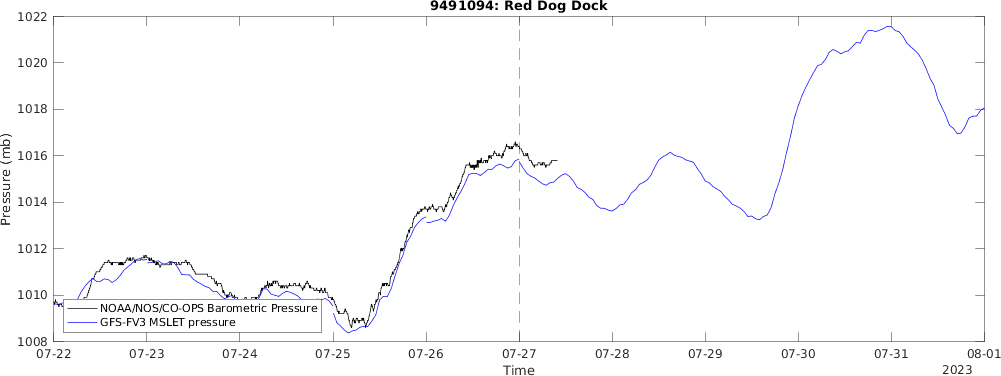 9491094: Red Dog Dock
Pressure (mb)
1022
1020
1018
1016
1014
1012
1010
1008
NOAA/NOS/CO-OPS Barometric Pressure
GFS-FV3 MSLET pressure
07-22 07-23 07-24 07-25 07-26 07-27 07-28 07-29 07-30 07-31 08-01
Time
2023